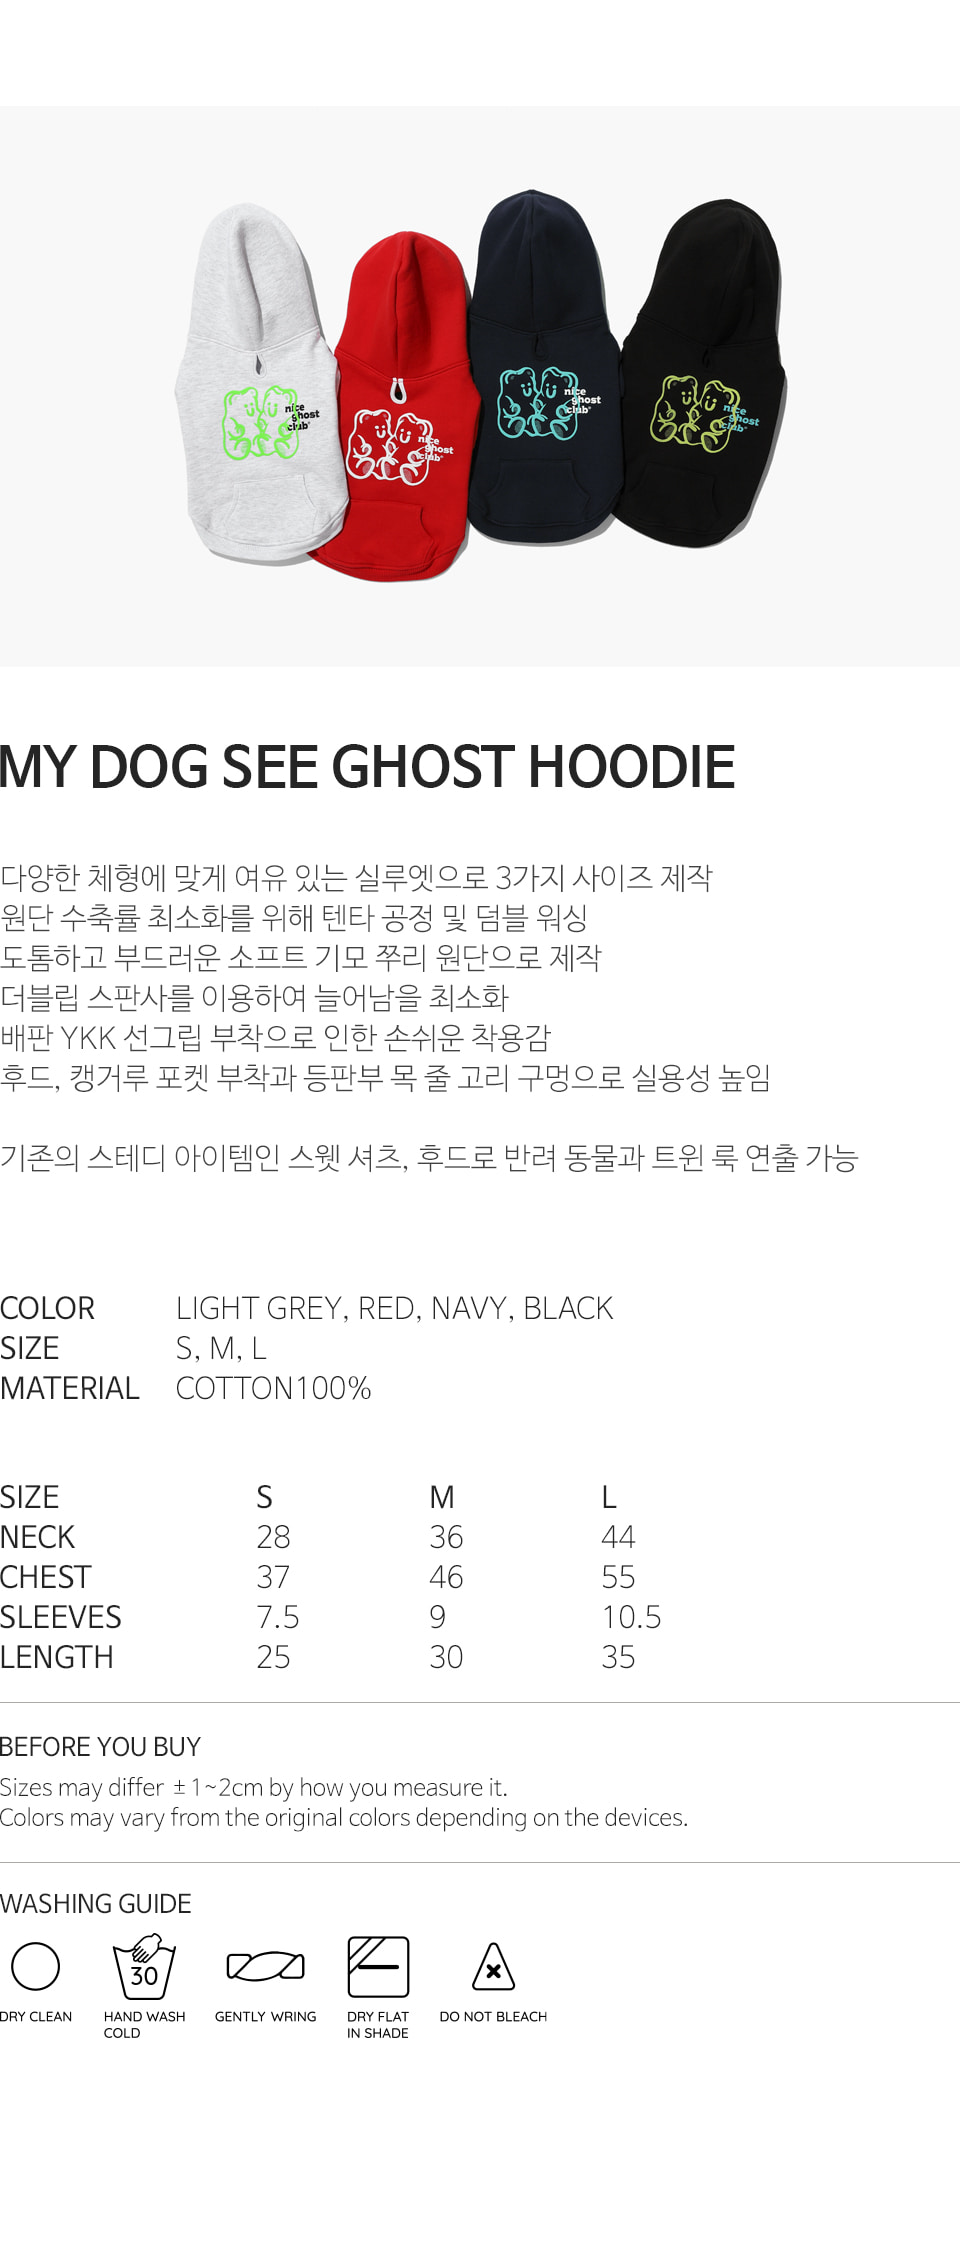 nice
ghost
club®
nice
ghost
club®
nice
ghost
club®
nice
ghost
club®
MY DOG SEE GHOST HOODIE
다양한 체형에 맞게 여유 있는 실루엣으로 3가지 사이즈 제작
원단 수축률 최소화를 위해 텐타 공정 및 덤블 워싱
도톰하고 부드러운 소프트 기모 쭈리 원단으로 제작
더블립 스판사를 이용하여 늘어남을 최소화
배판 YKK 선그립 부착으로 인한 손쉬운 착용감
후드, 캥거루 포켓 부착과 등판부 목 줄 고리 구멍으로 실용성 높임
기존의 스테디 아이템인 스웻 셔츠, 후드로 반려 동물과 트윈 룩 연출 가능
COLOR LIGHT GREY, RED, NAVY, BLACK
SIZE S, M, L
MATERIAL COTTON100%
SIZE S M L
NECK 28 36 44
CHEST 37 46 55
SLEEVES 7.5 9 10.5
LENGTH 25 30 35
BEFORE YOU BUY
Sizes may differ ±1~2cm by how you measure it.
Colors may vary from the original colors depending on the devices.
WASHING GUIDE
30
DRY CLEAN
HAND WASH
COLD
GENTLY WRING
DRY FLAT
IN SHADE
DO NOT BLEACH